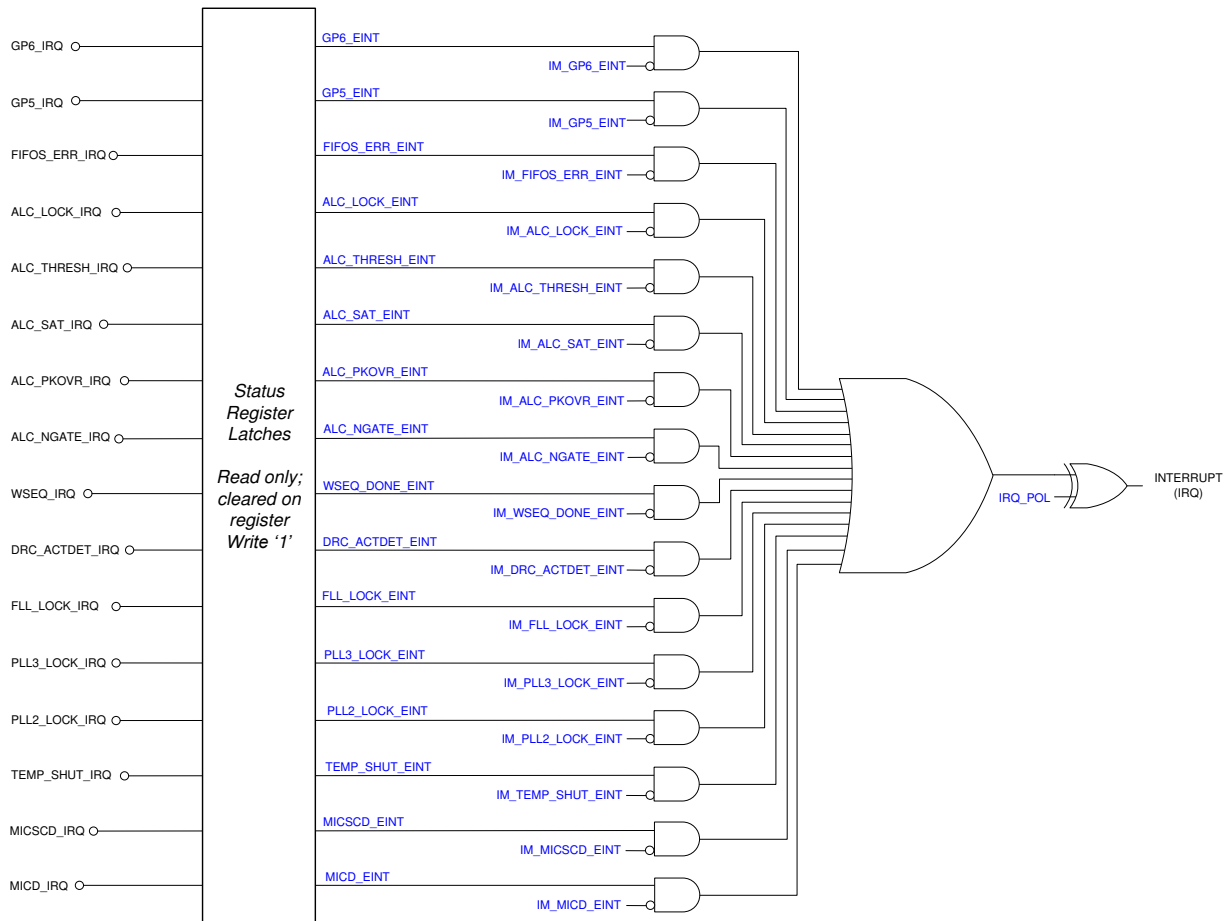 GP6_IRQ
GP6_EINT
IM_GP6_EINT
GP5_IRQ
GP5_EINT
IM_GP5_EINT
FIFOS_ERR_IRQ
FIFOS_ERR_EINT
IM_FIFOS_ERR_EINT
ALC_LOCK_IRQ
ALC_LOCK_EINT
IM_ALC_LOCK_EINT
ALC_THRESH_IRQ
ALC_THRESH_EINT
IM_ALC_THRESH_EINT
ALC_SAT_IRQ
ALC_SAT_EINT
IM_ALC_SAT_EINT
ALC_PKOVR_IRQ
ALC_PKOVR_EINT
IM_ALC_PKOVR_EINT
ALC_NGATE_IRQ
ALC_NGATE_EINT
IM_ALC_NGATE_EINT
WSEQ_IRQ
WSEQ_DONE_EINT
IM_WSEQ_DONE_EINT
DRC_ACTDET_IRQ
DRC_ACTDET_EINT
IM_DRC_ACTDET_EINT
FLL_LOCK_IRQ
FLL_LOCK_EINT
IM_FLL_LOCK_EINT
PLL3_LOCK_IRQ
PLL3_LOCK_EINT
IM_PLL3_LOCK_EINT
PLL2_LOCK_IRQ
PLL2_LOCK_EINT
IM_PLL2_LOCK_EINT
TEMP_SHUT_IRQ
TEMP_SHUT_EINT
IM_TEMP_SHUT_EINT
MICSCD_IRQ
MICSCD_EINT
IM_MICSCD_EINT
MICD_IRQ
MICD_EINT
IM_MICD_EINT
Status
Register
Latches
Read only;
cleared on
register
Write ‘1’
IRQ_POL
INTERRUPT
(IRQ)